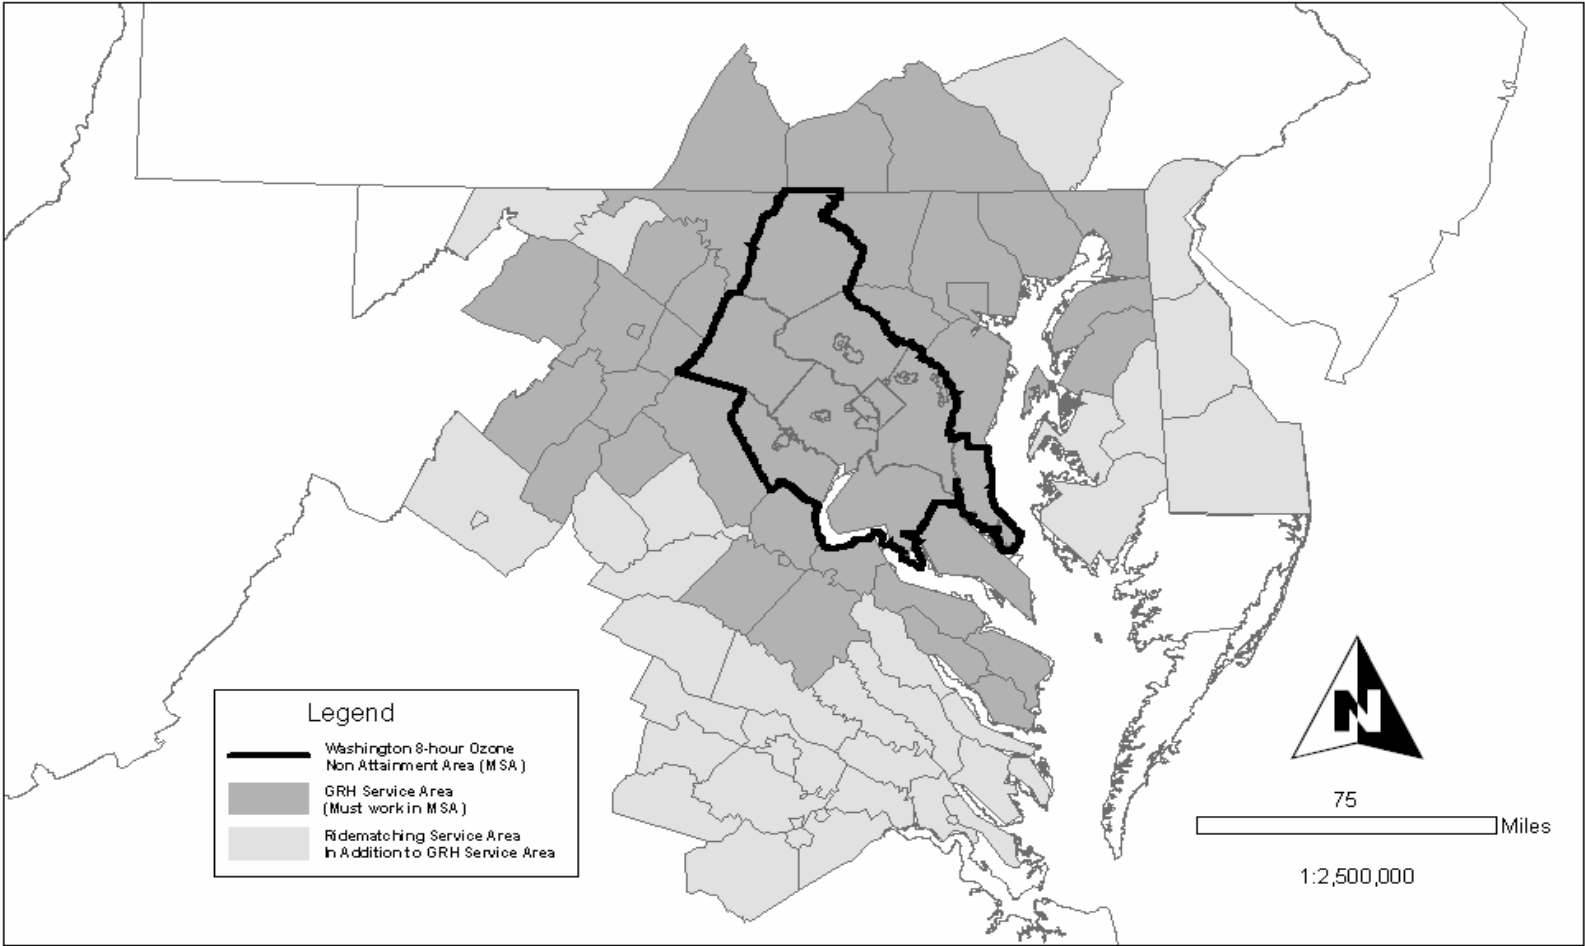 Legend
Washington 8-hour Ozone
Non Attainment Area (MSA)
GRH Service Area
(Must work in MSA)
Ridematching Service Area
In Addition to GRH Service Area
N
75
Miles
1:2,500,000